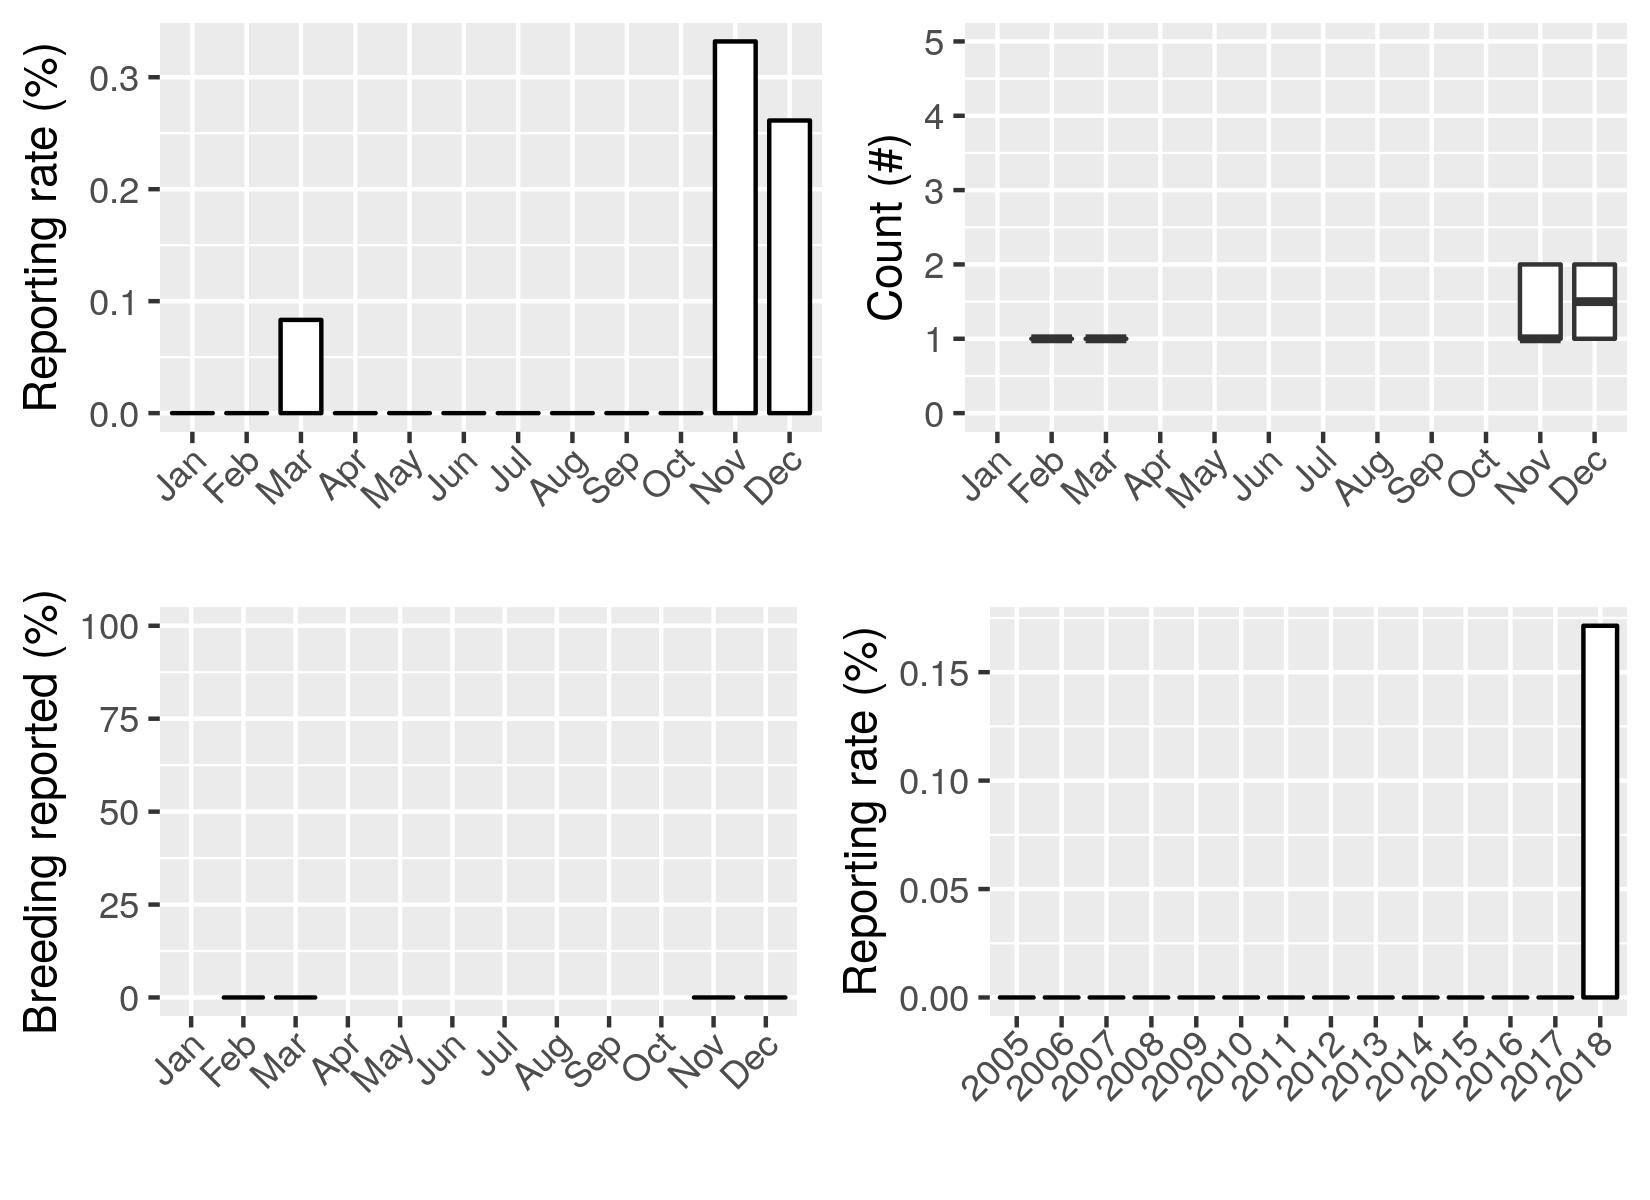 Reporting rate (%)
0.3
0.2
0.1
0.0
Jan Feb Mar Apr May Jun Jul Aug Sep Oct Nov Dec
Count (#)
5
4
3
2
1
0
Jan Feb Mar Apr May Jun Jul Aug Sep Oct Nov Dec
Breeding reported (%)
100
75
50
25
0
Jan Feb Mar Apr May Jun Jul Aug Sep Oct Nov Dec
Reporting rate (%)
0.15
0.10
0.05
0.00
2005 2006 2007 2008 2009 2010 2011 2012 2013 2014 2015 2016 2017 2018